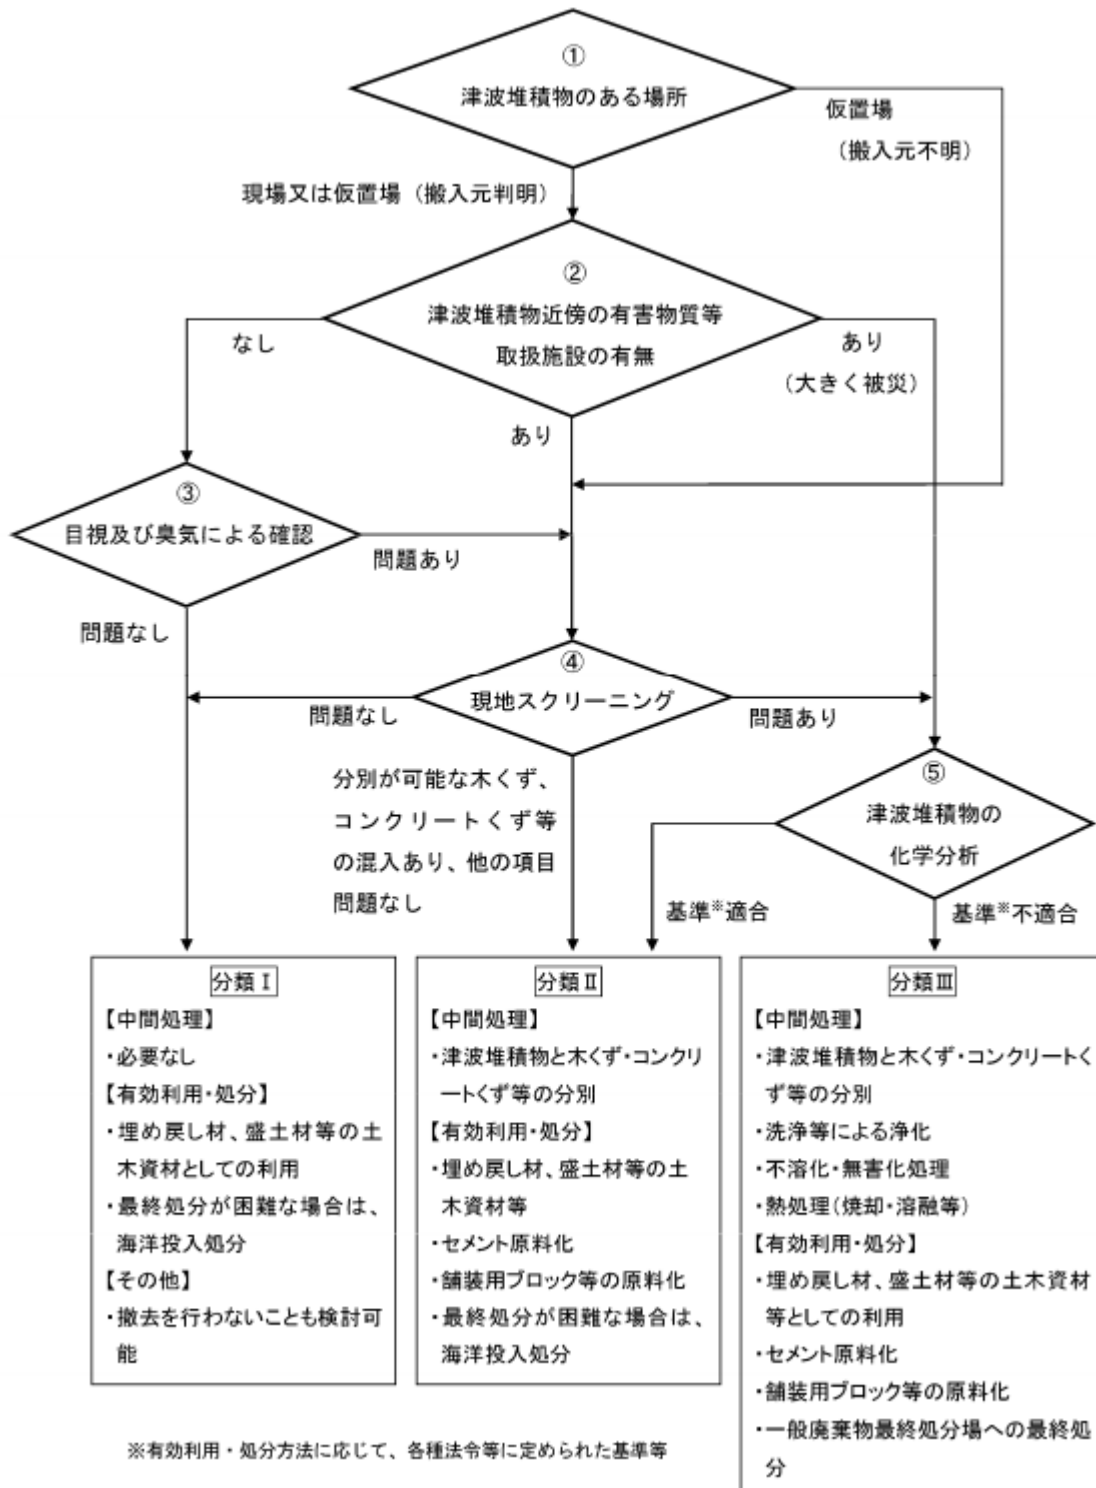 ①
津波堆積物のある場所
仮置場
（搬入元不明）
現場又は仮置場（搬入元判明）
②
津波堆積物近傍の有害物質等
取扱施設の有無
なし
あり
（大きく被災）
あり
③
目視及び臭気による確認
問題あり
問題なし
④
現地スクリーニング
問題なし
問題あり
分別が可能な木くず、
コンクリートくず等
の混入あり、他の項目
問題なし
⑤
津波堆積物の
化学分析
基準※適合
基準※不適合
分類Ⅰ
【中間処理】
・必要なし
【有効利用・処分】
・埋め戻し材、盛土材等の土
木資材としての利用
・最終処分が困難な場合は、
海洋投入処分
【その他】
・撤去を行わないことも検討可
能
分類Ⅱ
【中間処理】
・津波堆積物と木くず・コンクリ
ートくず等の分別
【有効利用・処分】
・埋め戻し材、盛土材等の土
木資材等
・セメント原料化
・舗装用ブロック等の原料化
・最終処分が困難な場合は、
海洋投入処分
分類Ⅲ
【中間処理】
・津波堆積物と木くず・コンクリートく
ず等の分別
・洗浄等による浄化
・不溶化・無害化処理
・熱処理（焼却・溶融等）
【有効利用・処分】
・埋め戻し材、盛土材等の土木資材
等としての利用
・セメント原料化
・舗装用ブロック等の原料化
・一般廃棄物最終処分場への最終処
分
※有効利用・処分方法に応じて、各種法令等に定められた基準等